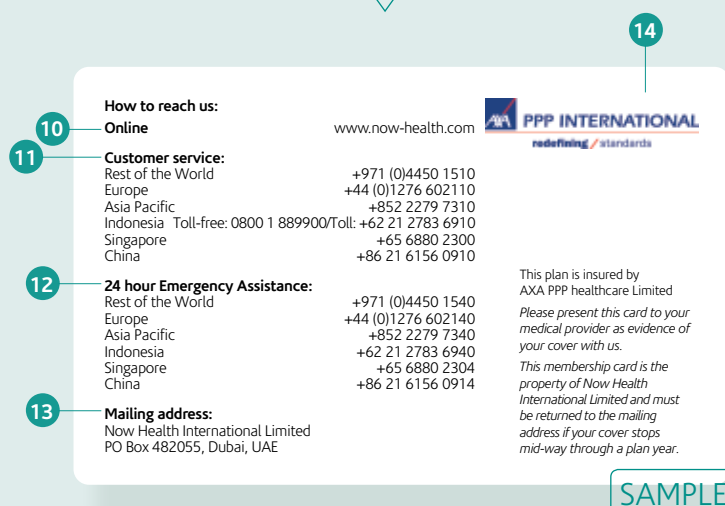 14
How to reach us:
10
Online www.now-health.com
AXA PPP INTERNATIONAL
redefining / standards
11
Customer service:
Rest of the World +971 (0)4450 1510
Europe +44 (0)1276 602110
Asia Pacific +852 2279 7310
Indonesia Toll-free: 0800 1 889900/Toll: +62 21 2783 6910
Singapore +65 6880 2300
China +86 21 6156 0910
12
24 hour Emergency Assistance:
Rest of the World +971 (0)4450 1540
Europe +44 (0)1276 602140
Asia Pacific +852 2279 7340
Indonesia +62 21 2783 6940
Singapore +65 6880 2304
China +86 21 6156 0914
13
Mailing address:
Now Health International Limited
PO Box 482055, Dubai, UAE
This plan is insured by
AXA PPP healthcare Limited
Please present this card to your
medical provider as evidence of
your cover with us.
This membership card is the
property of Now Health
International Limited and must
be returned to the mailing
address if your cover stops
mid-way through a plan year.
SAMPLE